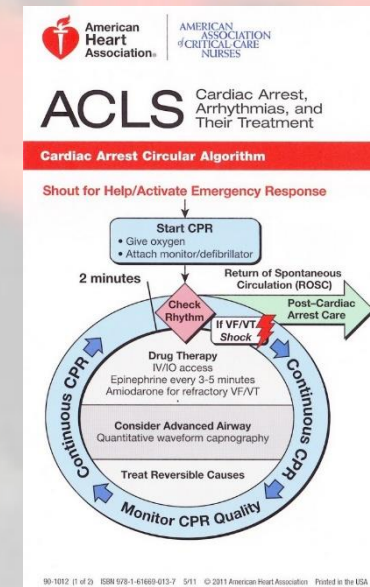 American
Heart
Association®
AMERICAN
ASSOCIATION
of CRITICAL-CARE
NURSES
ACLS
Cardiac Arrest,
Arrhythmias, and
Their Treatment
Cardiac Arrest Circular Algorithm
Shout for Help/Activate Emergency Response
Start CPR
• Give oxygen
• Attach monitor/defibrillator
2 minutes
Return of Spontaneous
Circulation (ROSC)
Check
Rhythm
Post–Cardiac
Arrest Care
If VF/VT
Shock
Drug Therapy
IV/IO access
Epinephrine every 3-5 minutes
Amiodarone for refractory VF/VT
Consider Advanced Airway
Quantitative waveform capnography
Treat Reversible Causes
Continuous CPR
Continuous CPR
Monitor CPR Quality
90-1012 (1 of 2) ISBN 978-1-61669-013-7 5/11 © 2011 American Heart Association Printed in the USA